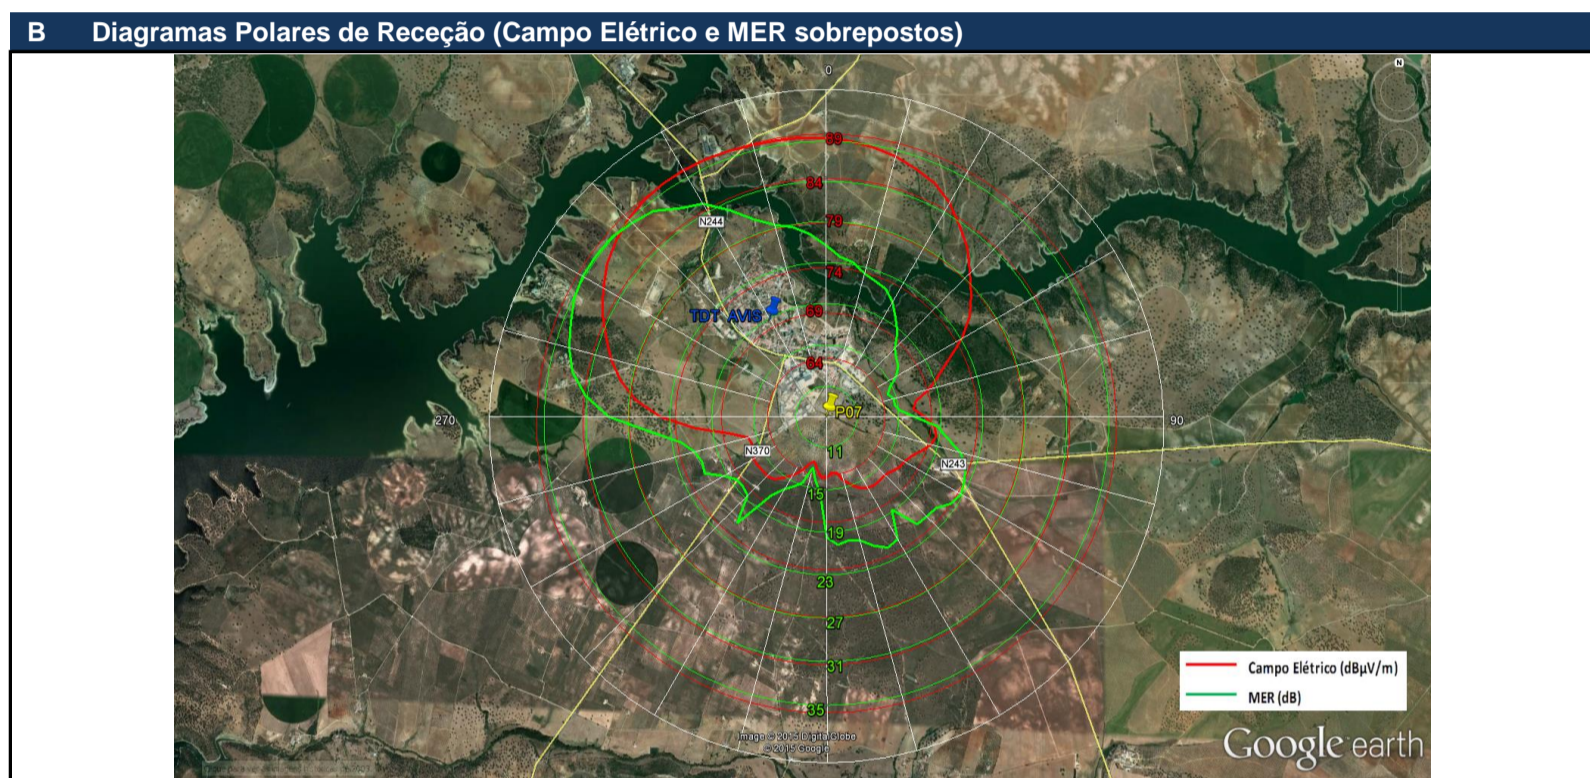 B Diagramas Polares de Receção (Campo Elétrico e MER sobrepostos)
N
0
89
84
79
N244
74
69
TDT AVIS
64
P07
270
90
N370
11
N243
15
19
23
27
31
35
Campo Elétrico (dBµV/m)
MER (dB)
Image © 2015 DigitalGlobe
© 2015 Google
Google earth